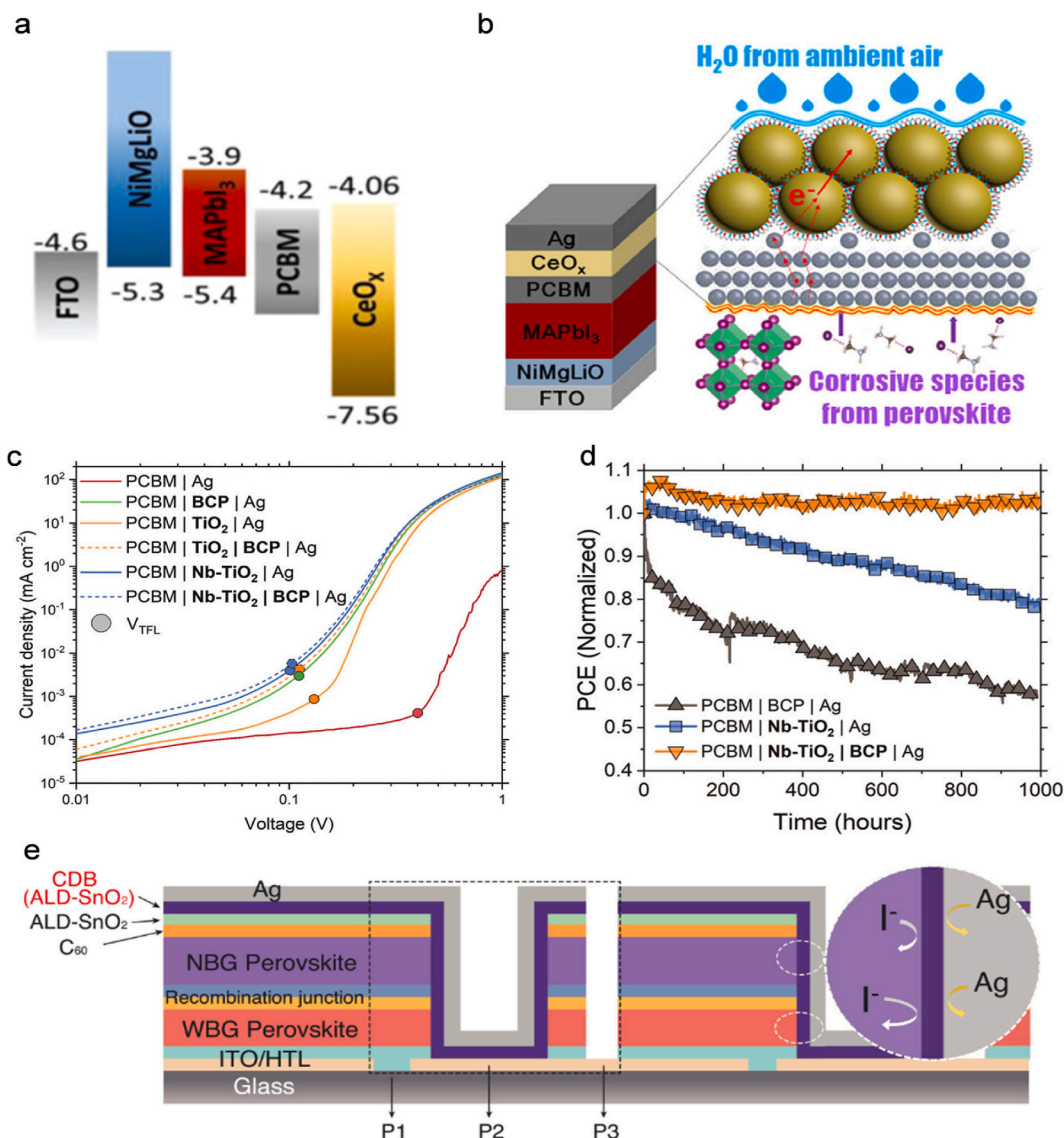 a
NiMgLiO
-3.9
MAPbI₃
-4.2
-4.06
-4.6
FTO
PCBM
CeOₓ
-5.3
-5.4
-7.56
b
H₂O from ambient air
e⁻
Ag
CeOₓ
PCBM
MAPbI₃
NiMgLiO
FTO
Corrosive species
from perovskite
c
10²
10¹
10⁰
10⁻¹
10⁻²
10⁻³
10⁻⁴
10⁻⁵
Current density (mA cm⁻²)
PCBM | Ag
PCBM | BCP | Ag
PCBM | TiO₂ | Ag
PCBM | TiO₂ | BCP | Ag
PCBM | Nb-TiO₂ | Ag
PCBM | Nb-TiO₂ | BCP | Ag
V_TFL
0.01
0.1
1
Voltage (V)
d
1.1
1.0
0.9
0.8
0.7
0.6
0.5
0.4
PCE (Normalized)
PCBM | BCP | Ag
PCBM | Nb-TiO₂ | Ag
PCBM | Nb-TiO₂ | BCP | Ag
0
200
400
600
800
1000
Time (hours)
e
CDB
(ALD-SnO₂)
ALD-SnO₂
C₆₀
Ag
NBG Perovskite
Recombination junction
WBG Perovskite
ITO/HTL
Glass
I⁻
Ag
I⁻
Ag
P1
P2
P3